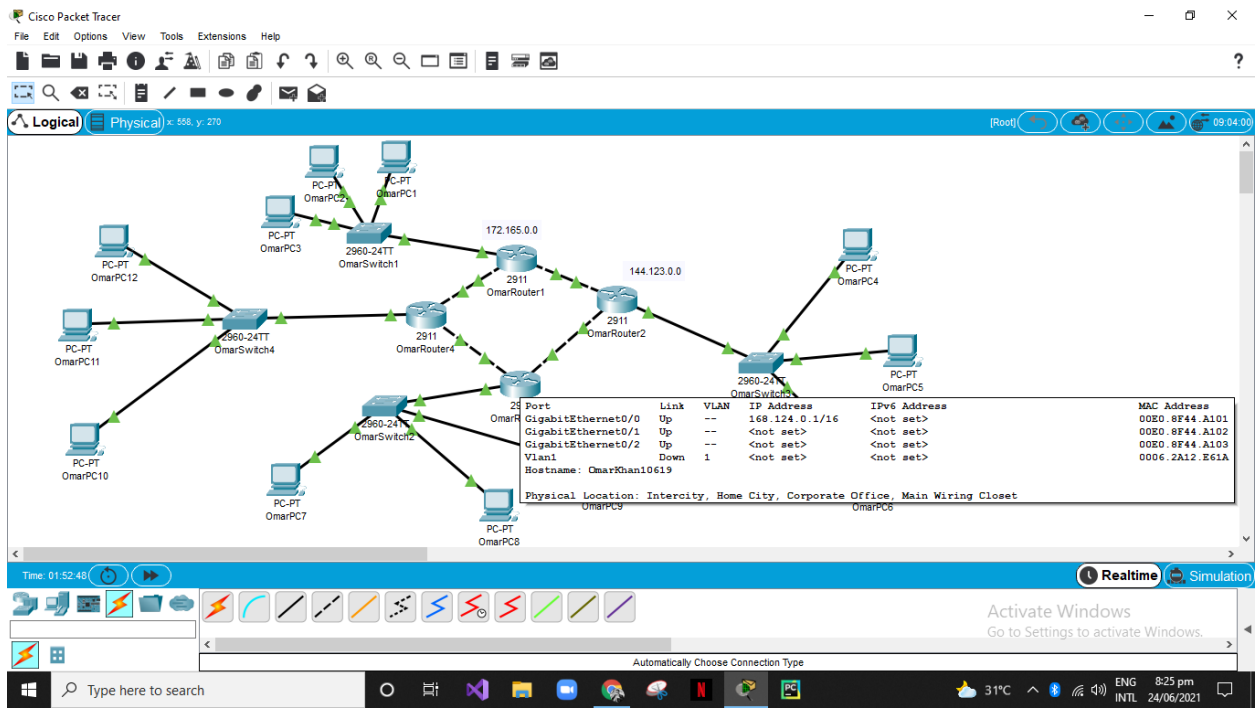 Cisco Packet Tracer
File Edit Options View Tools Extensions Help
?
Logical Physical x: 558, y: 270 [Root] 09:04:00
PC-PT
OmarPC2
PC-PT
OmarPC1
PC-PT
OmarPC3
2960-24TT
OmarSwitch1
172.165.0.0
2911
OmarRouter1
144.123.0.0
2911
OmarRouter2
PC-PT
OmarPC4
PC-PT
OmarPC12
PC-PT
OmarPC11
2960-24TT
OmarSwitch4
2911
OmarRouter4
2960-24TT
OmarSwitch3
PC-PT
OmarPC5
2960-24TT
OmarSwitch2
PC-PT
OmarPC10
PC-PT
OmarPC7
PC-PT
OmarPC8
OmarPC9
OmarPC6
Port Link VLAN IP Address IPv6 Address MAC Address
GigabitEthernet0/0 Up -- 168.124.0.1/16 <not set> 00E0.8F44.A101
GigabitEthernet0/1 Up -- <not set> <not set> 00E0.8F44.A102
GigabitEthernet0/2 Up -- <not set> <not set> 00E0.8F44.A103
Vlan1 Down 1 <not set> <not set> 0006.2A12.E61A
Hostname: OmarKhan10619
Physical Location: Intercity, Home City, Corporate Office, Main Wiring Closet
Time: 01:52:48 Realtime Simulation
Activate Windows
Go to Settings to activate Windows.
Automatically Choose Connection Type
Type here to search
31°C ENG 8:25 pm
INTL 24/06/2021